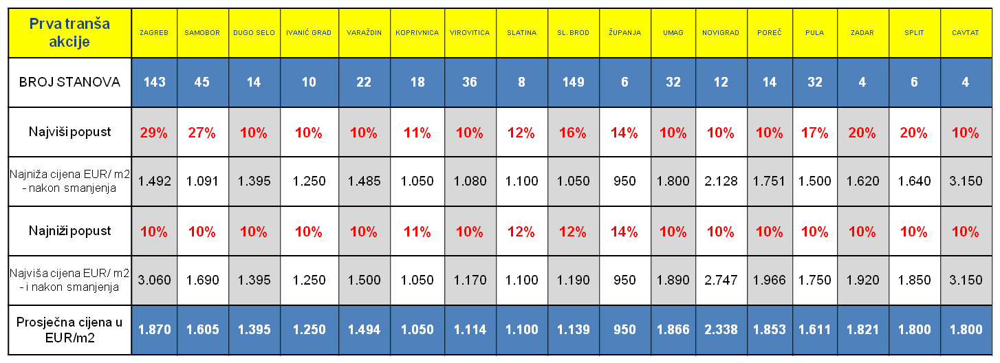 Prva tranša akcije ZAGREB SAMOBOR DUGO SELO IVANIĆ GRAD VARAŽDIN KOPRIVNICA VIROVITICA SLATINA SL. BROD ŽUPANJA UMAG NOVIGRAD POREČ PULA ZADAR SPLIT CAVTAT
BROJ STANOVA 143 45 14 10 22 18 36 8 149 6 32 12 14 32 4 6 4
Najviši popust 29% 27% 10% 10% 10% 11% 10% 12% 16% 14% 10% 10% 10% 17% 20% 20% 10%
Najniža cijena EUR/ m2 - nakon smanjenja 1.492 1.091 1.395 1.250 1.485 1.050 1.080 1.100 1.050 950 1.800 2.128 1.751 1.500 1.620 1.640 3.150
Najniži popust 10% 10% 10% 10% 10% 11% 10% 12% 12% 14% 10% 10% 10% 10% 10% 10% 10%
Najviša cijena EUR/ m2 - i nakon smanjenja 3.060 1.690 1.395 1.250 1.500 1.050 1.170 1.100 1.190 950 1.890 2.747 1.966 1.750 1.920 1.850 3.150
Prosječna cijena u EUR/m2 1.870 1.605 1.395 1.250 1.494 1.050 1.114 1.100 1.139 950 1.866 2.338 1.853 1.611 1.821 1.800 1.800